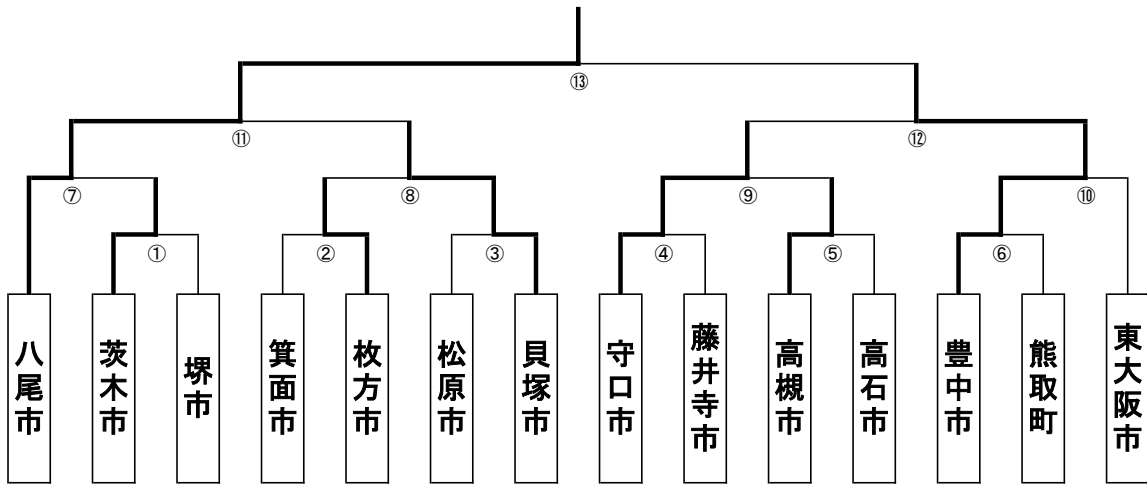 ⑬
⑪
⑫
⑦
⑧
⑨
⑩
①
②
③
④
⑤
⑥
八尾市
茨木市
堺市
箕面市
枚方市
松原市
貝塚市
守口市
藤井寺市
高槻市
高石市
豊中市
熊取町
東大阪市